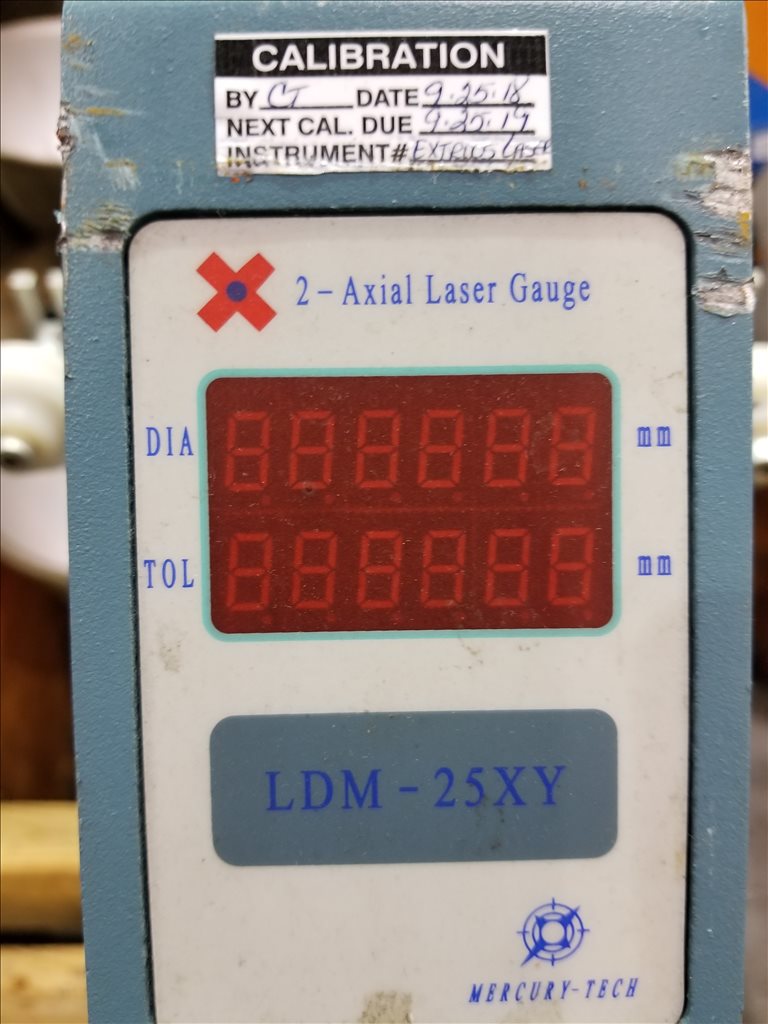 CALIBRATION
BY CT DATE 9.25.18
NEXT CAL. DUE 9.25.19
INSTRUMENT#
2-Axial Laser Gauge
DIA mm
TOL mm
LDM-25XY
MERCURY-TECH